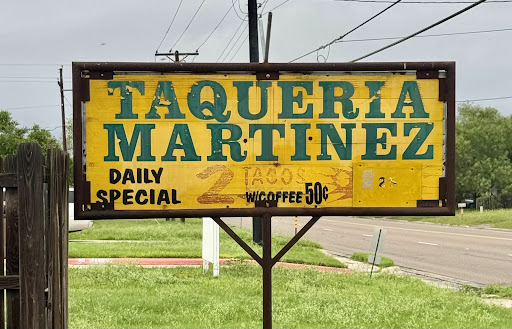 TAQUERIA
MARTINEZ
DAILY SPECIAL 2 TACOS W/COFFEE 50¢